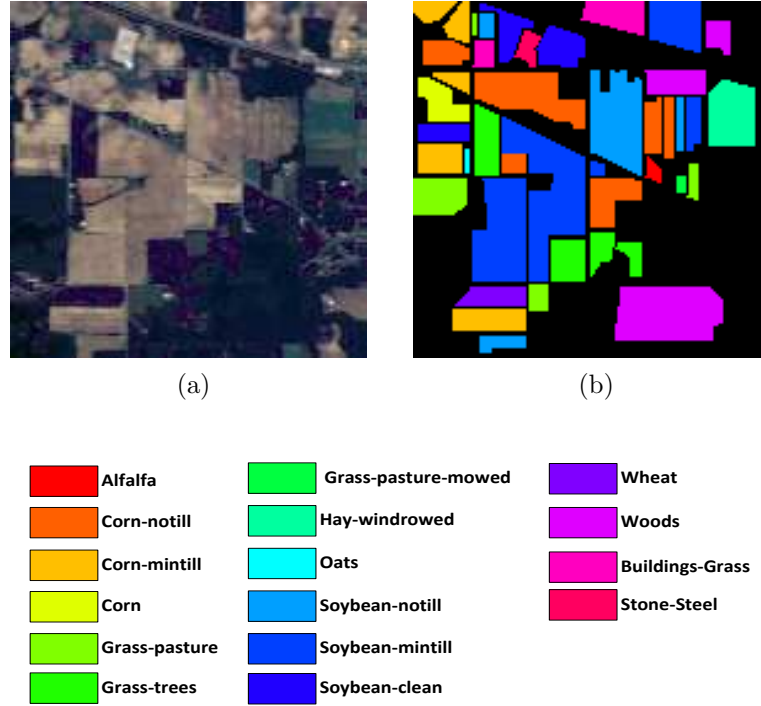 (a)
(b)
Alfalfa
Corn-notill
Corn-mintill
Corn
Grass-pasture
Grass-trees
Grass-pasture-mowed
Hay-windrowed
Oats
Soybean-notill
Soybean-mintill
Soybean-clean
Wheat
Woods
Buildings-Grass
Stone-Steel